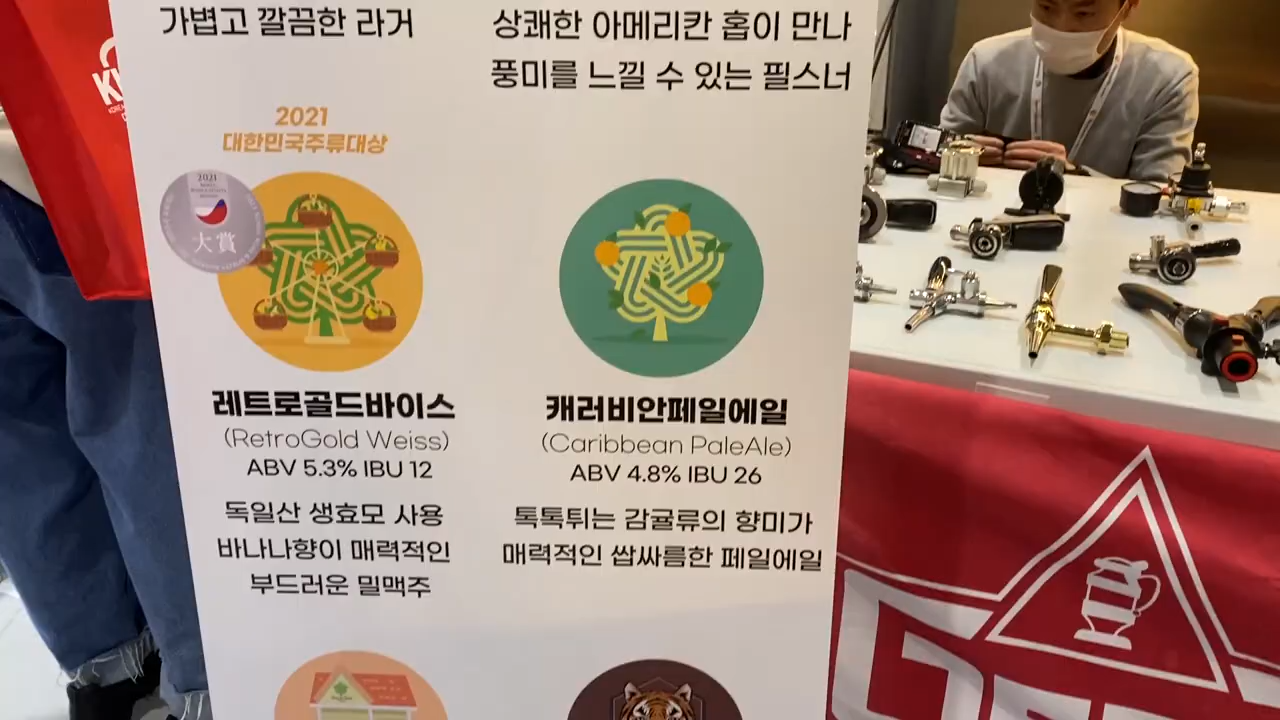 가볍고 깔끔한 라거
상쾌한 아메리칸 홉이 만나
풍미를 느낄 수 있는 필스너
2021
대한민국주류대상
2021
大賞
레트로골드바이스
(RetroGold Weiss)
ABV 5.3% IBU 12
독일산 생효모 사용
바나나향이 매력적인
부드러운 밀맥주
캐러비안페일에일
(Caribbean PaleAle)
ABV 4.8% IBU 26
톡톡튀는 감귤류의 향미가
매력적인 쌉싸름한 페일에일